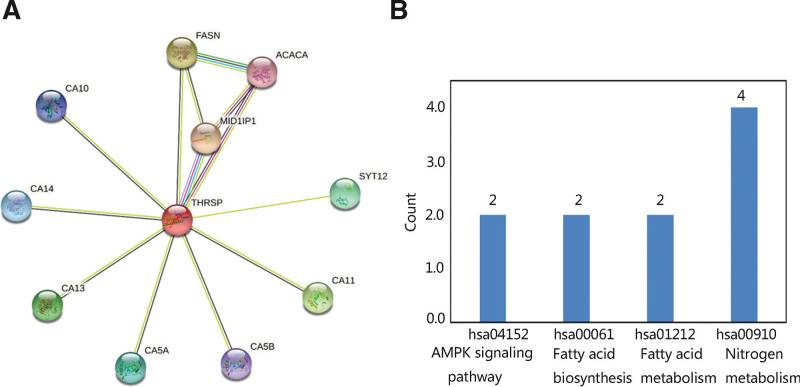 A
FASN
ACACA
CA10
MID1IP1
SYT12
CA14
THRSP
CA13
CA11
CA5A
CA5B
B
4
4.0
3.0
2 2 2
2.0
1.0
0.0
Count
hsa04152 hsa00061 hsa01212 hsa00910
AMPK signaling Fatty acid Fatty acid Nitrogen
pathway biosynthesis metabolism metabolism